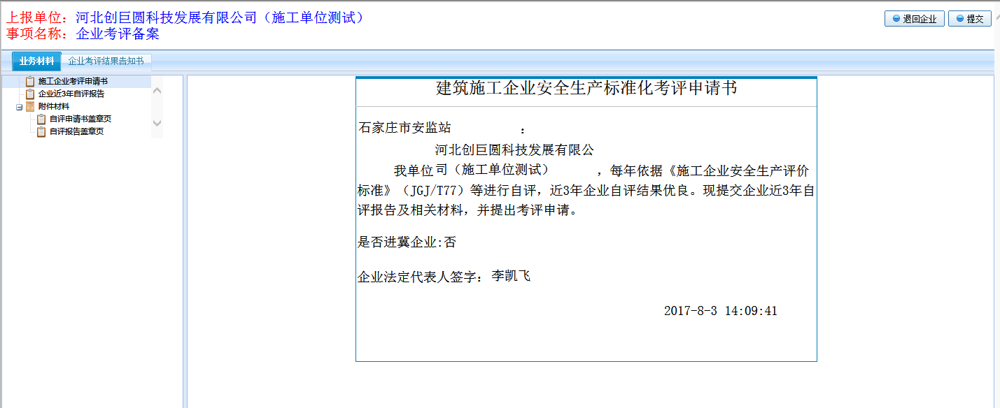 上报单位：河北创巨圆科技发展有限公司（施工单位测试）
事项名称：企业考评备案
退回企业 提交
业务材料 企业考评结果告知书
施工企业考评申请书
企业近3年自评报告
附件材料
自评申请书盖章页
自评报告盖章页
建筑施工企业安全生产标准化考评申请书
石家庄市安监站 ：
河北创巨圆科技发展有限公
我单位司（施工单位测试） ，每年依据《施工企业安全生产评价
标准》（JGJ/T77）等进行自评，近3年企业自评结果优良。现提交企业近3年自
评报告及相关材料，并提出考评申请。
是否进冀企业:否
企业法定代表人签字： 李凯飞
2017-8-3 14:09:41